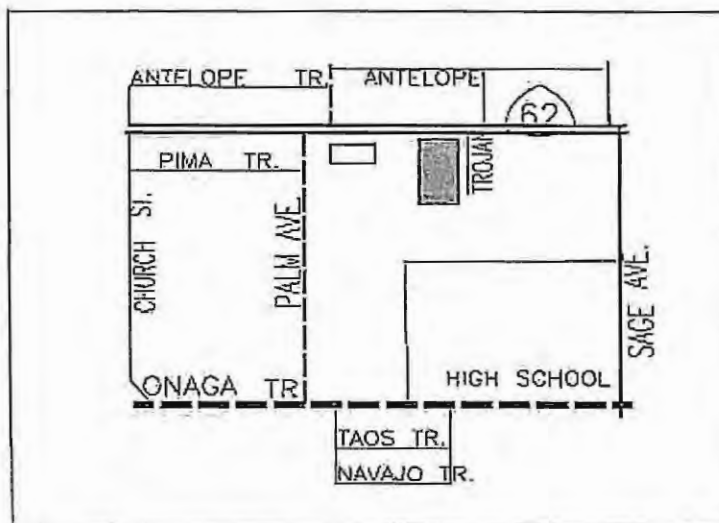 ANTELOPE TR. ANTELOPE
62
PIMA TR.
TROJAN
CHURCH St.
PALM AVE.
SAGE AVE.
ONAGA TR
HIGH SCHOOL
TAOS TR.
NAVAJO TR.